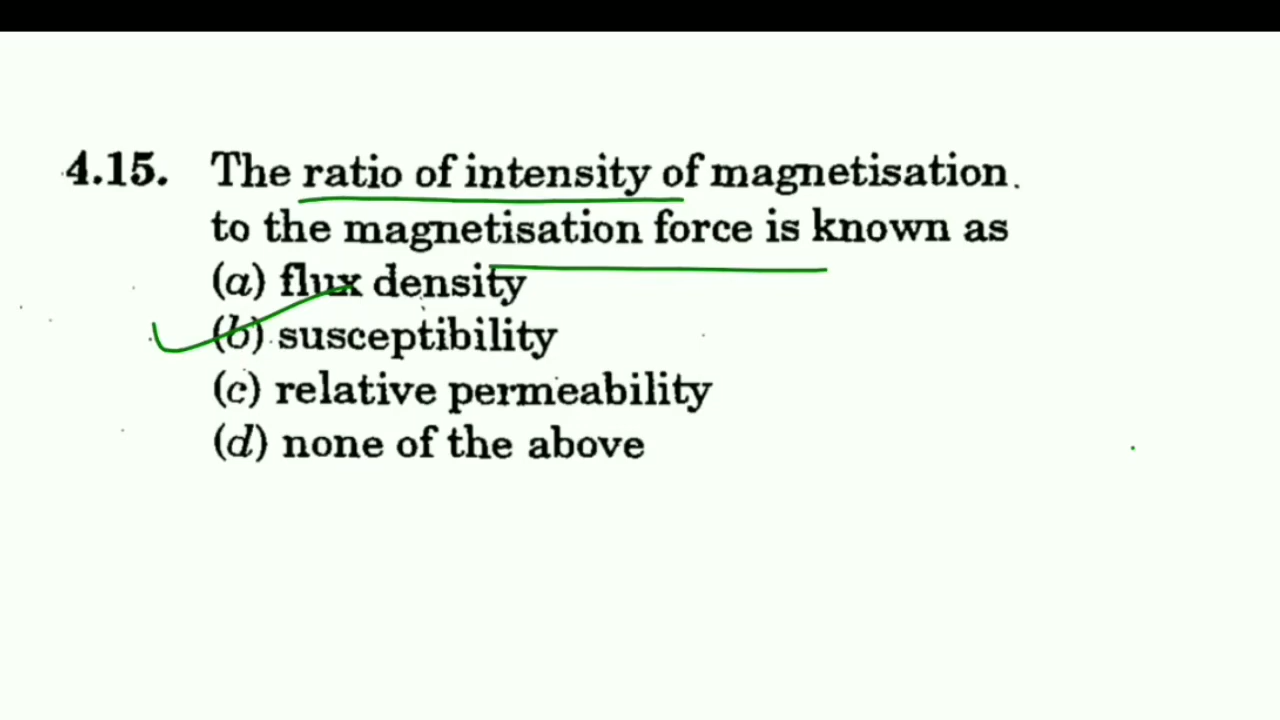 4.15. The ratio of intensity of magnetisation.
to the magnetisation force is known as
(a) flux density
(b) susceptibility
(c) relative permeability
(d) none of the above